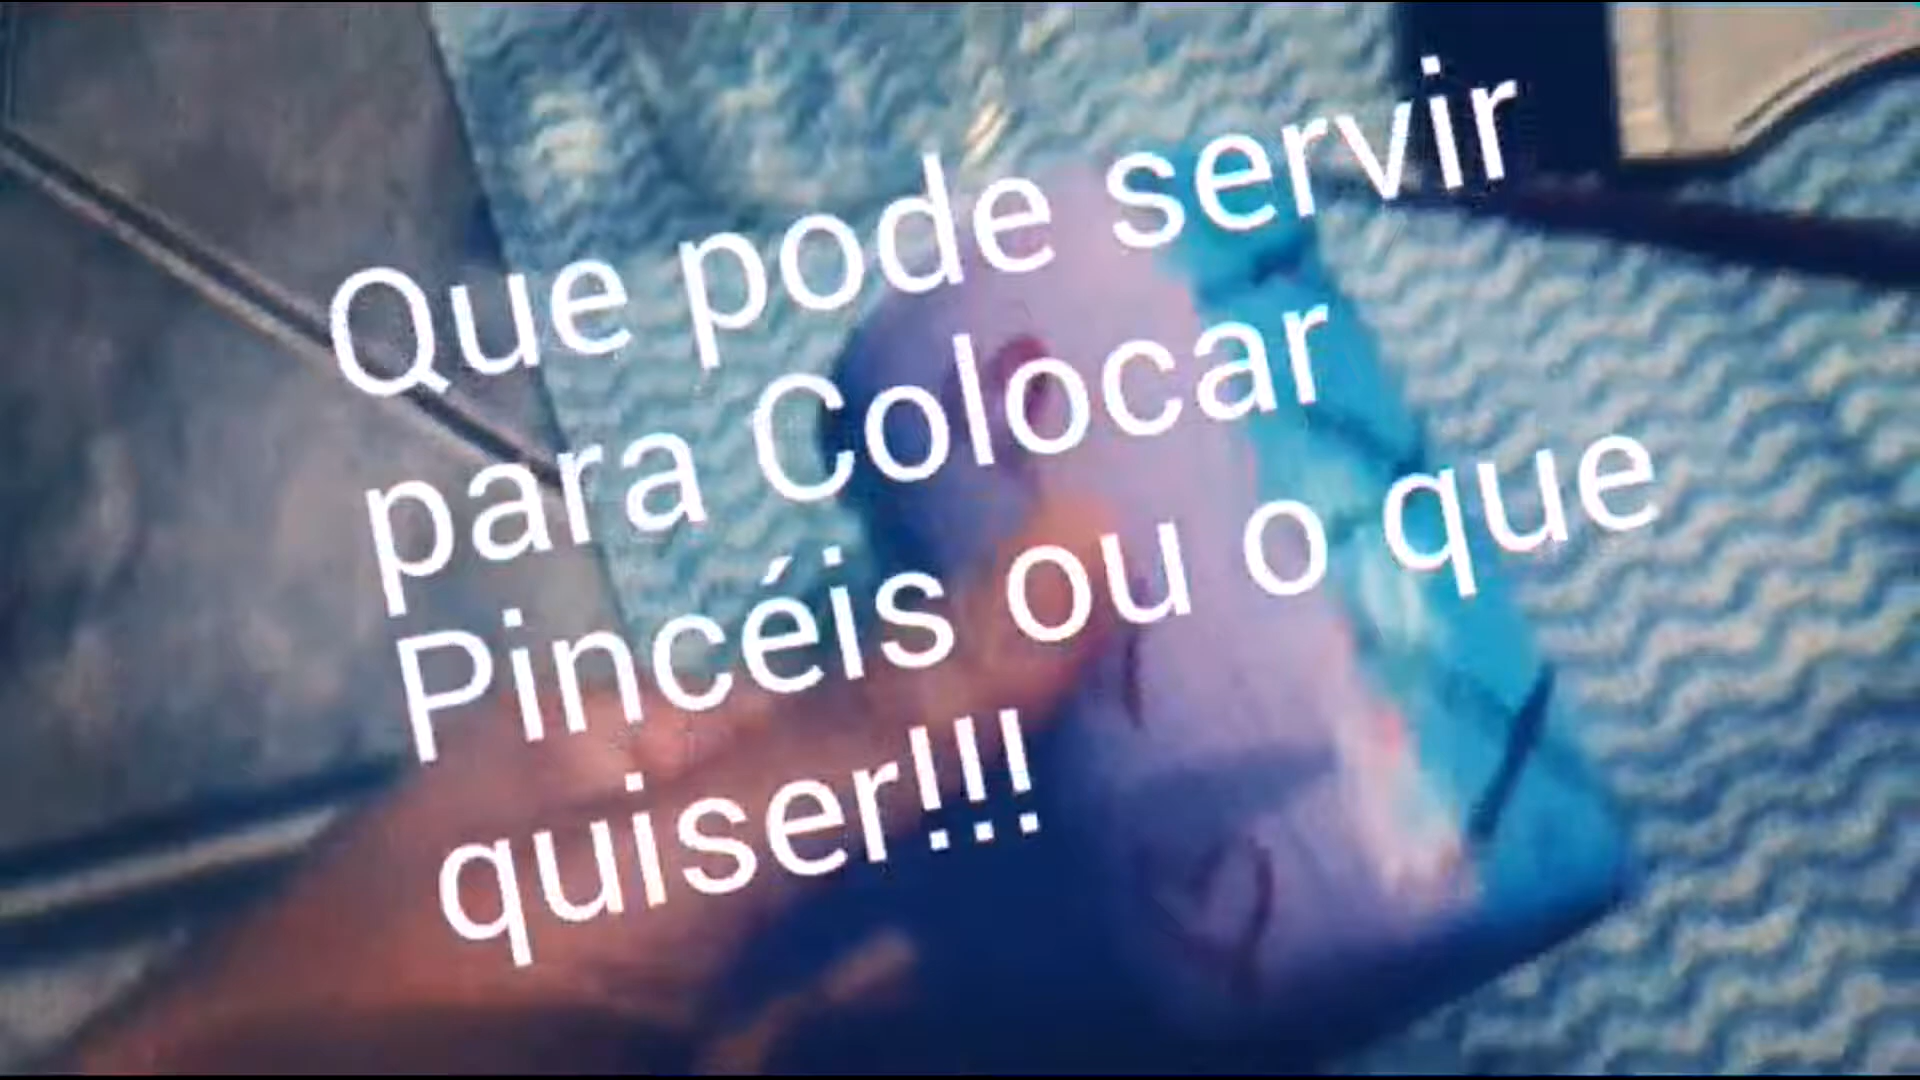 Que pode servir
para Colocar
Pincéis ou o que
quiser!!!